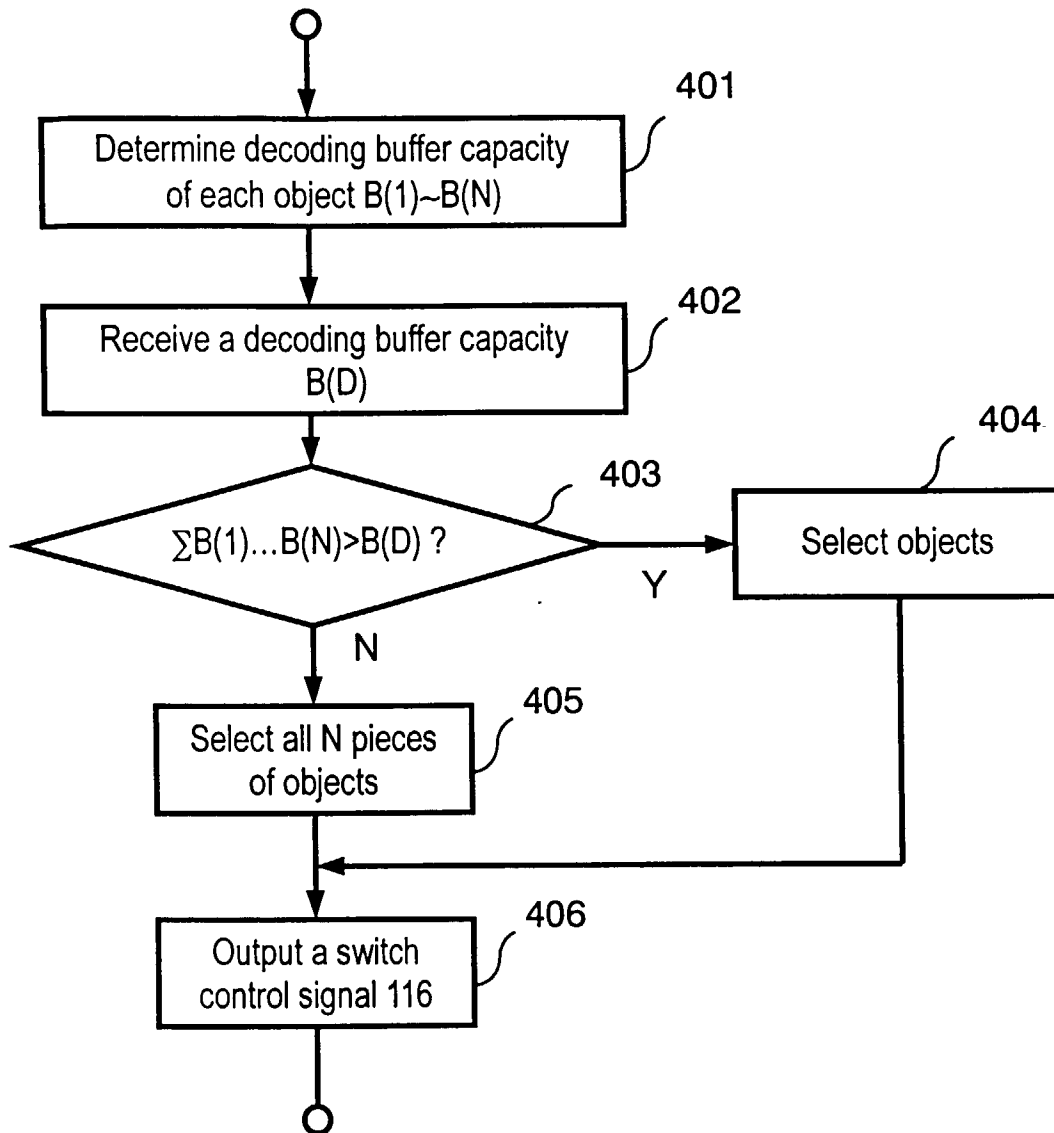 401
Determine decoding buffer capacity
of each object B(1)~B(N)
402
Receive a decoding buffer capacity
B(D)
403
404
∑B(1)...B(N)>B(D) ?
Select objects
Y
N
405
Select all N pieces
of objects
406
Output a switch
control signal 116